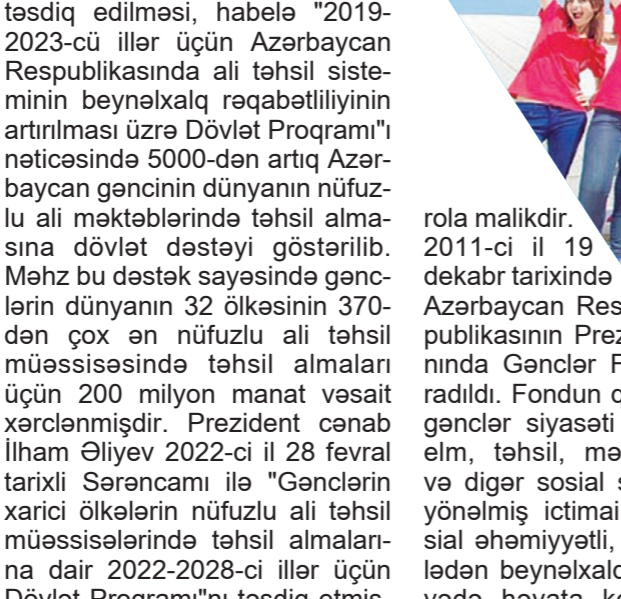 təsdiq edilməsi, habelə "2019-
2023-cü illər üçün Azərbaycan
Respublikasında ali təhsil siste-
minin beynəlxalq rəqabətliliyinin
artırılması üzrə Dövlət Proqramı"ı
nəticəsində 5000-dən artıq Azər-
baycan gəncinin dünyanın nüfuz-
lu ali məktəblərində təhsil alma-
sına dövlət dəstəyi göstərilib.
Məhz bu dəstək sayəsində gənc-
lərin dünyanın 32 ölkəsinin 370-
dən çox ən nüfuzlu ali təhsil
müəssisəsində təhsil almaları
üçün 200 milyon manat vəsait
xərclənmişdir. Prezident cənab
İlham Əliyev 2022-ci il 28 fevral
tarixli Sərəncamı ilə "Gənclərin
xarici ölkələrin nüfuzlu ali təhsil
müəssisələrində təhsil almaları-
na dair 2022-2028-ci illər üçün
Dövlət Proqramı"nı təsdiq etmiş-
rola malikdir.
2011-ci il 19
dekabr tarixində
Azərbaycan Res
publikasının Prez
nında Gənclər F
radıldı. Fondun
gənclər siyasəti
elm, təhsil, mə
və digər sosial s
yönəlmiş ictimai
sial əhəmiyyətli,
lədən beynəlxalq